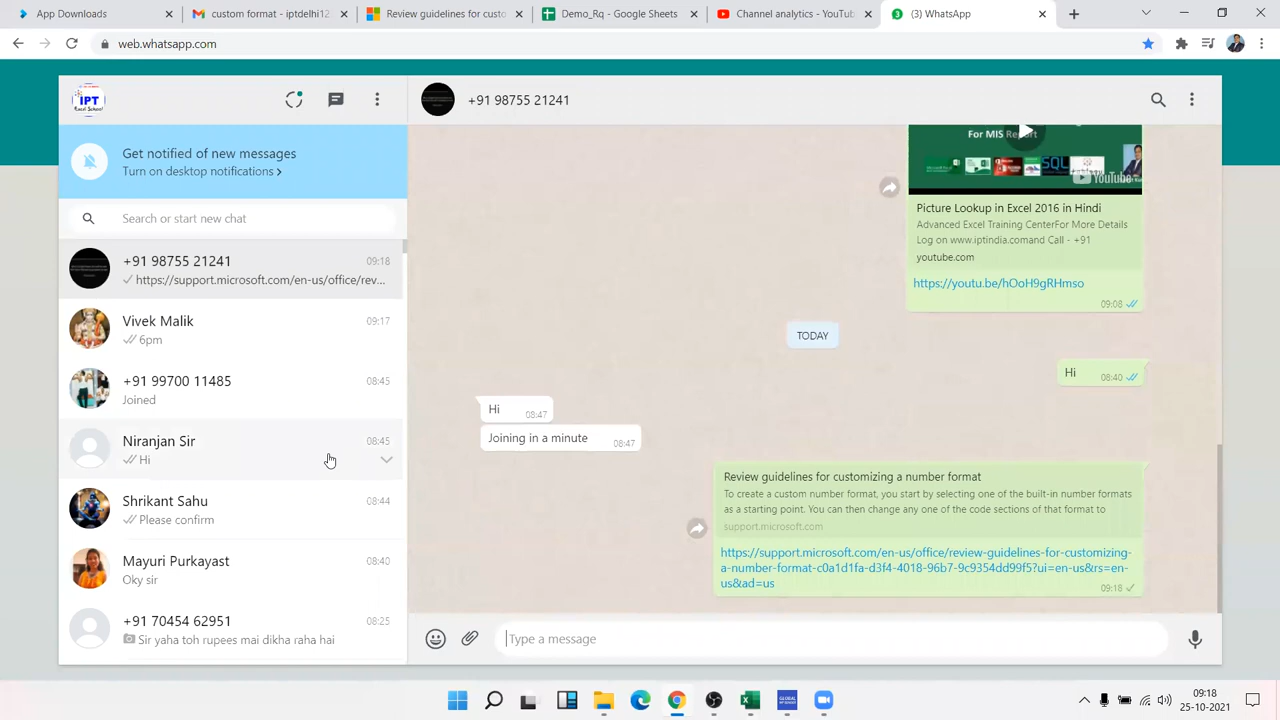 App Downloads
custom format - iptdelhi12
Review guidelines for custo
Demo_Rq - Google Sheets
Channel analytics - YouTub
(3) WhatsApp
web.whatsapp.com
IPT
Excel School
+91 98755 21241
Get notified of new messages
Turn on desktop notifications
Search or start new chat
+91 98755 21241
09:18
https://support.microsoft.com/en-us/office/rev...
Vivek Malik
09:17
6pm
+91 99700 11485
08:45
Joined
Niranjan Sir
08:45
Hi
Shrikant Sahu
08:44
Please confirm
Mayuri Purkayast
08:40
Oky sir
+91 70454 62951
08:25
Sir yaha toh rupees mai dikha raha hai
For MIS Report
SQL
YouTube
Picture Lookup in Excel 2016 in Hindi
Advanced Excel Training CenterFor More Details
Log on www.iptindia.comand Call - +91
youtube.com
https://youtu.be/hOoH9gRHmso
09:08
TODAY
Hi
08:40
Hi
08:47
Joining in a minute
08:47
Review guidelines for customizing a number format
To create a custom number format, you start by selecting one of the built-in number formats
as a starting point. You can then change any one of the code sections of that format to
support.microsoft.com
https://support.microsoft.com/en-us/office/review-guidelines-for-customizing-
a-number-format-c0a1d1fa-d3f4-4018-96b7-9c9354dd99f5?ui=en-us&rs=en-
us&ad=us
09:18
Type a message
09:18
25-10-2021